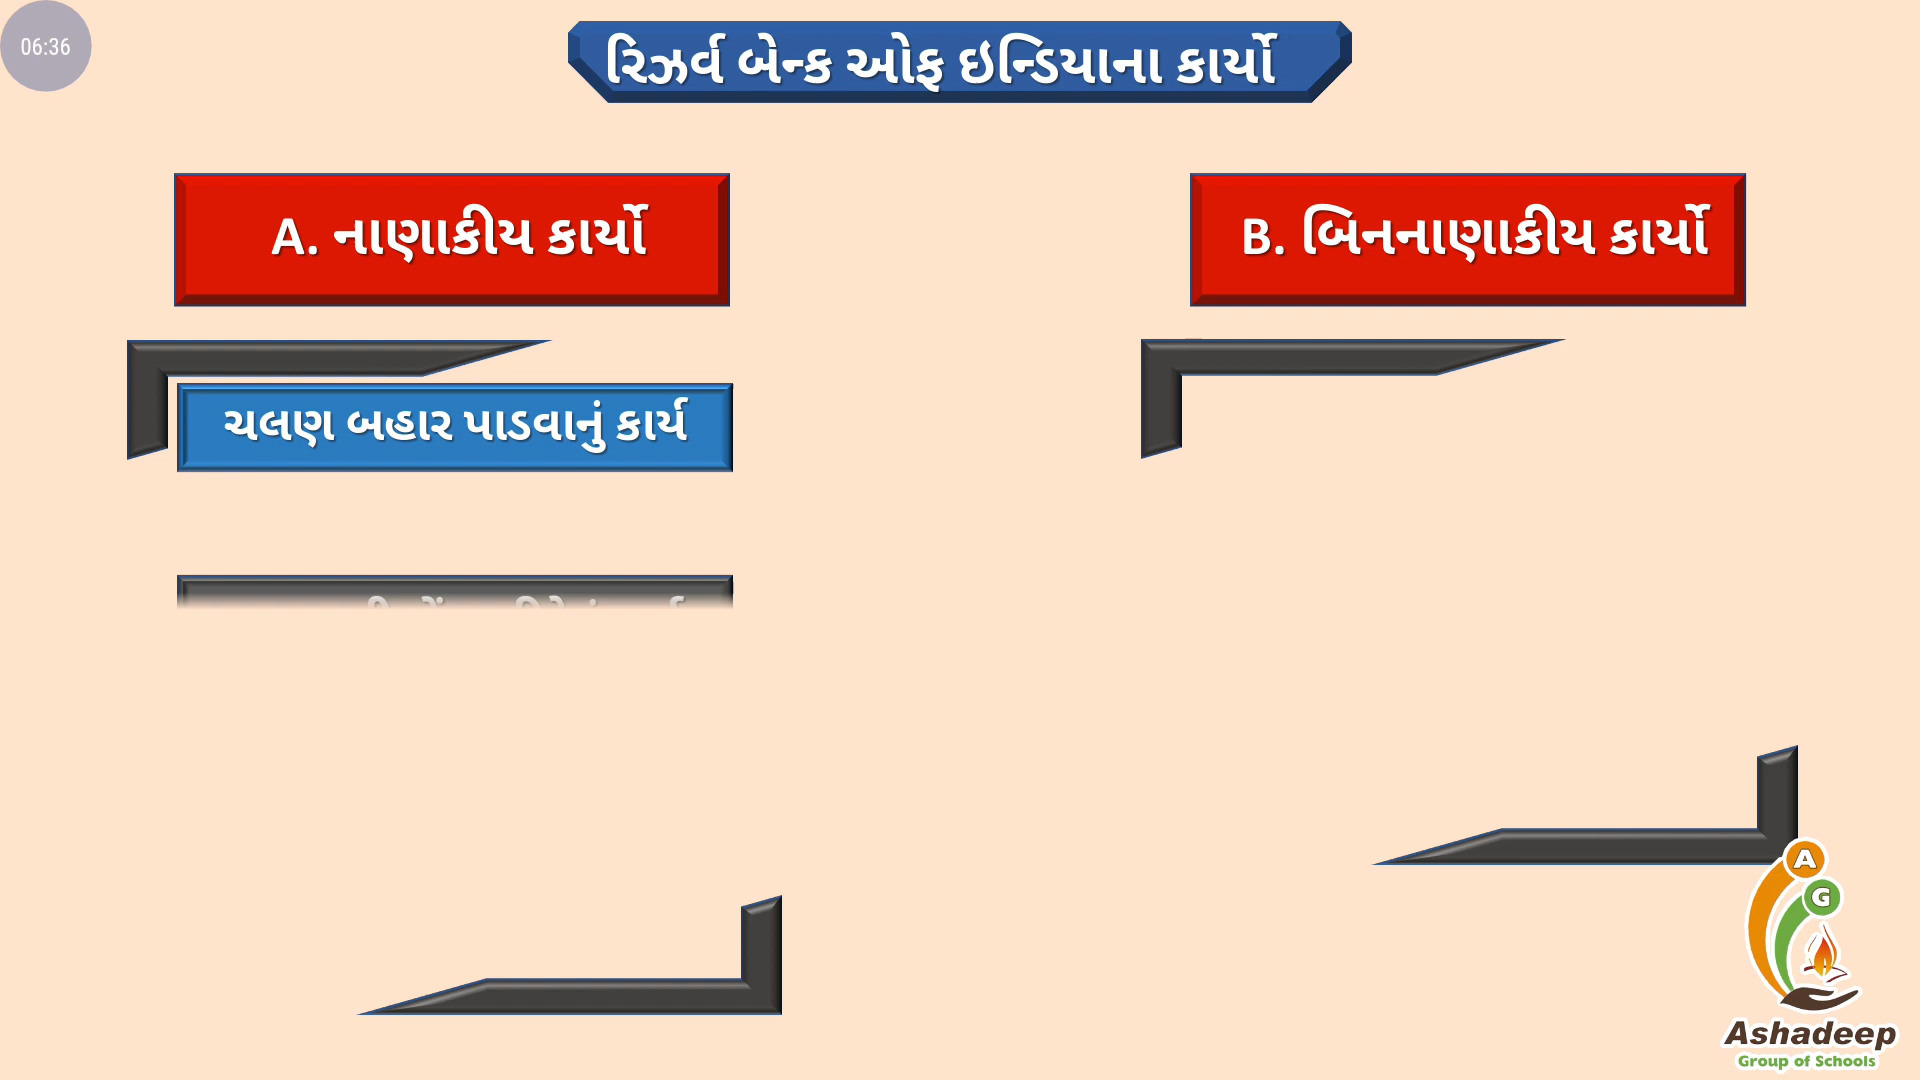 06:36
રિઝર્વ બેન્ક ઓફ ઇન્ડિયાના કાર્યો
A. નાણાકીય કાર્યો
B. બિનનાણાકીય કાર્યો
ચલણ બહાર પાડવાનું કાર્ય
A
G
Ashadeep
Group of Schools